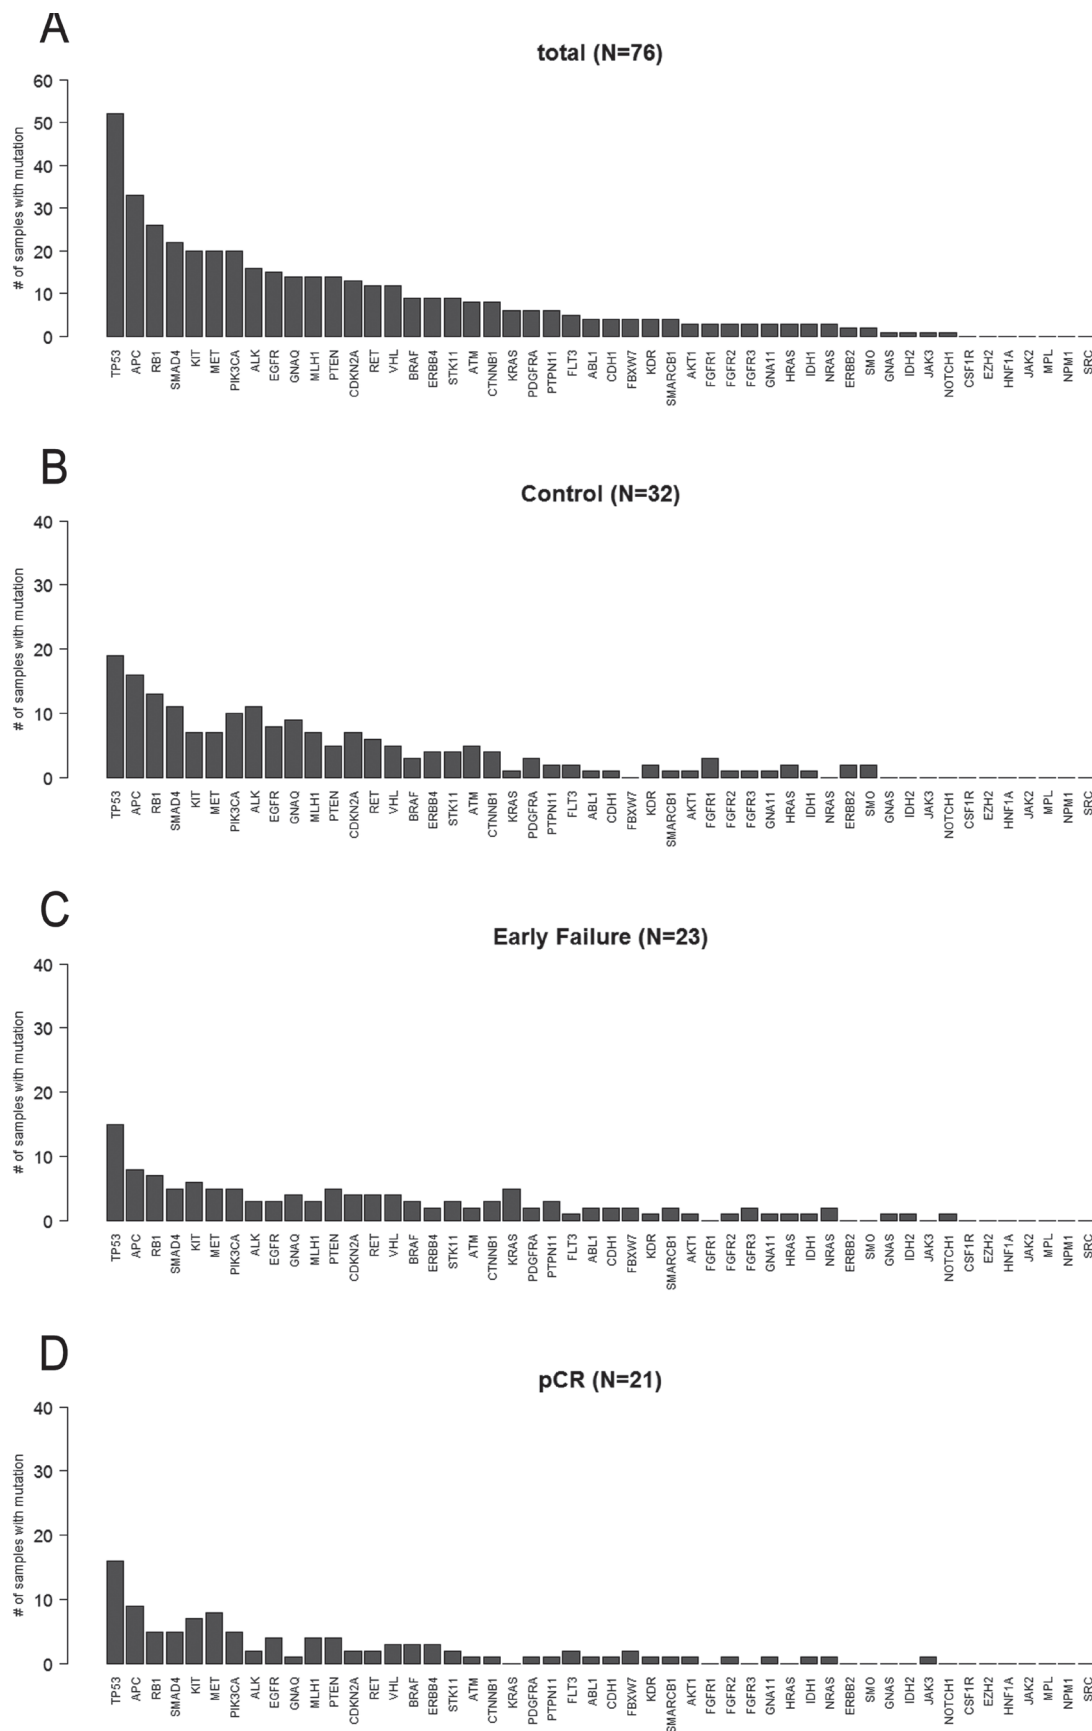 A
total (N=76)
# of samples with mutation
60
50
40
30
20
10
0
TP53 APC RB1 SMAD4 KIT MET PIK3CA ALK EGFR GNAQ MLH1 PTEN CDKN2A RET VHL BRAF ERBB4 STK11 ATM CTNNB1 KRAS PDGFRA PTPN11 FLT3 ABL1 CDH1 FBXW7 KDR SMARCB1 AKT1 FGFR1 FGFR2 FGFR3 GNA11 HRAS IDH1 NRAS ERBB2 SMO GNAS IDH2 JAK3 NOTCH1 CSF1R EZH2 HNF1A JAK2 MPL NPM1 SRC
B
Control (N=32)
# of samples with mutation
40
30
20
10
0
TP53 APC RB1 SMAD4 KIT MET PIK3CA ALK EGFR GNAQ MLH1 PTEN CDKN2A RET VHL BRAF ERBB4 STK11 ATM CTNNB1 KRAS PDGFRA PTPN11 FLT3 ABL1 CDH1 FBXW7 KDR SMARCB1 AKT1 FGFR1 FGFR2 FGFR3 GNA11 HRAS IDH1 NRAS ERBB2 SMO GNAS IDH2 JAK3 NOTCH1 CSF1R EZH2 HNF1A JAK2 MPL NPM1 SRC
C
Early Failure (N=23)
# of samples with mutation
40
30
20
10
0
TP53 APC RB1 SMAD4 KIT MET PIK3CA ALK EGFR GNAQ MLH1 PTEN CDKN2A RET VHL BRAF ERBB4 STK11 ATM CTNNB1 KRAS PDGFRA PTPN11 FLT3 ABL1 CDH1 FBXW7 KDR SMARCB1 AKT1 FGFR1 FGFR2 FGFR3 GNA11 HRAS IDH1 NRAS ERBB2 SMO GNAS IDH2 JAK3 NOTCH1 CSF1R EZH2 HNF1A JAK2 MPL NPM1 SRC
D
pCR (N=21)
# of samples with mutation
40
30
20
10
0
TP53 APC RB1 SMAD4 KIT MET PIK3CA ALK EGFR GNAQ MLH1 PTEN CDKN2A RET VHL BRAF ERBB4 STK11 ATM CTNNB1 KRAS PDGFRA PTPN11 FLT3 ABL1 CDH1 FBXW7 KDR SMARCB1 AKT1 FGFR1 FGFR2 FGFR3 GNA11 HRAS IDH1 NRAS ERBB2 SMO GNAS IDH2 JAK3 NOTCH1 CSF1R EZH2 HNF1A JAK2 MPL NPM1 SRC